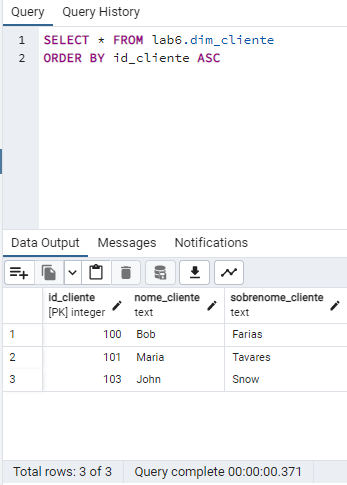 Query Query History
1 SELECT * FROM lab6.dim_cliente
2 ORDER BY id_cliente ASC
Data Output Messages Notifications
id_cliente nome_cliente sobrenome_cliente
[PK] integer text text
1 100 Bob Farias
2 101 Maria Tavares
3 103 John Snow
Total rows: 3 of 3 Query complete 00:00:00.371